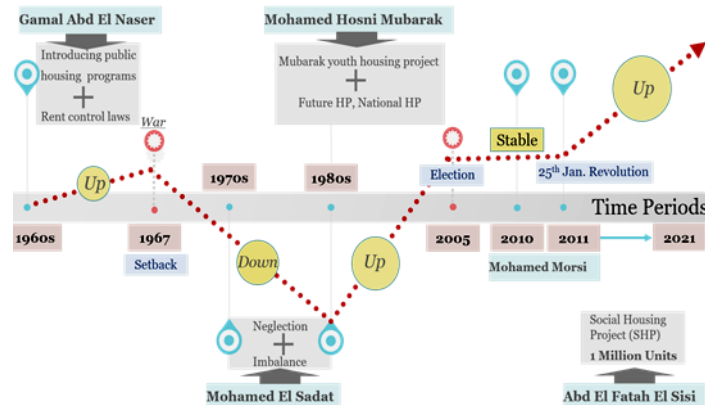 Gamal Abd El Naser
Mohamed Hosni Mubarak
Introducing public
housing programs
+
Rent control laws
Mubarak youth housing project
+
Future HP, National HP
War
Up
Up
Stable
Election
25th Jan. Revolution
1970s
1980s
Time Periods
1960s
1967
2005
2010
2011
2021
Setback
Down
Up
Mohamed Morsi
Neglection
+
Imbalance
Social Housing
Project (SHP)
1 Million Units
Mohamed El Sadat
Abd El Fatah El Sisi